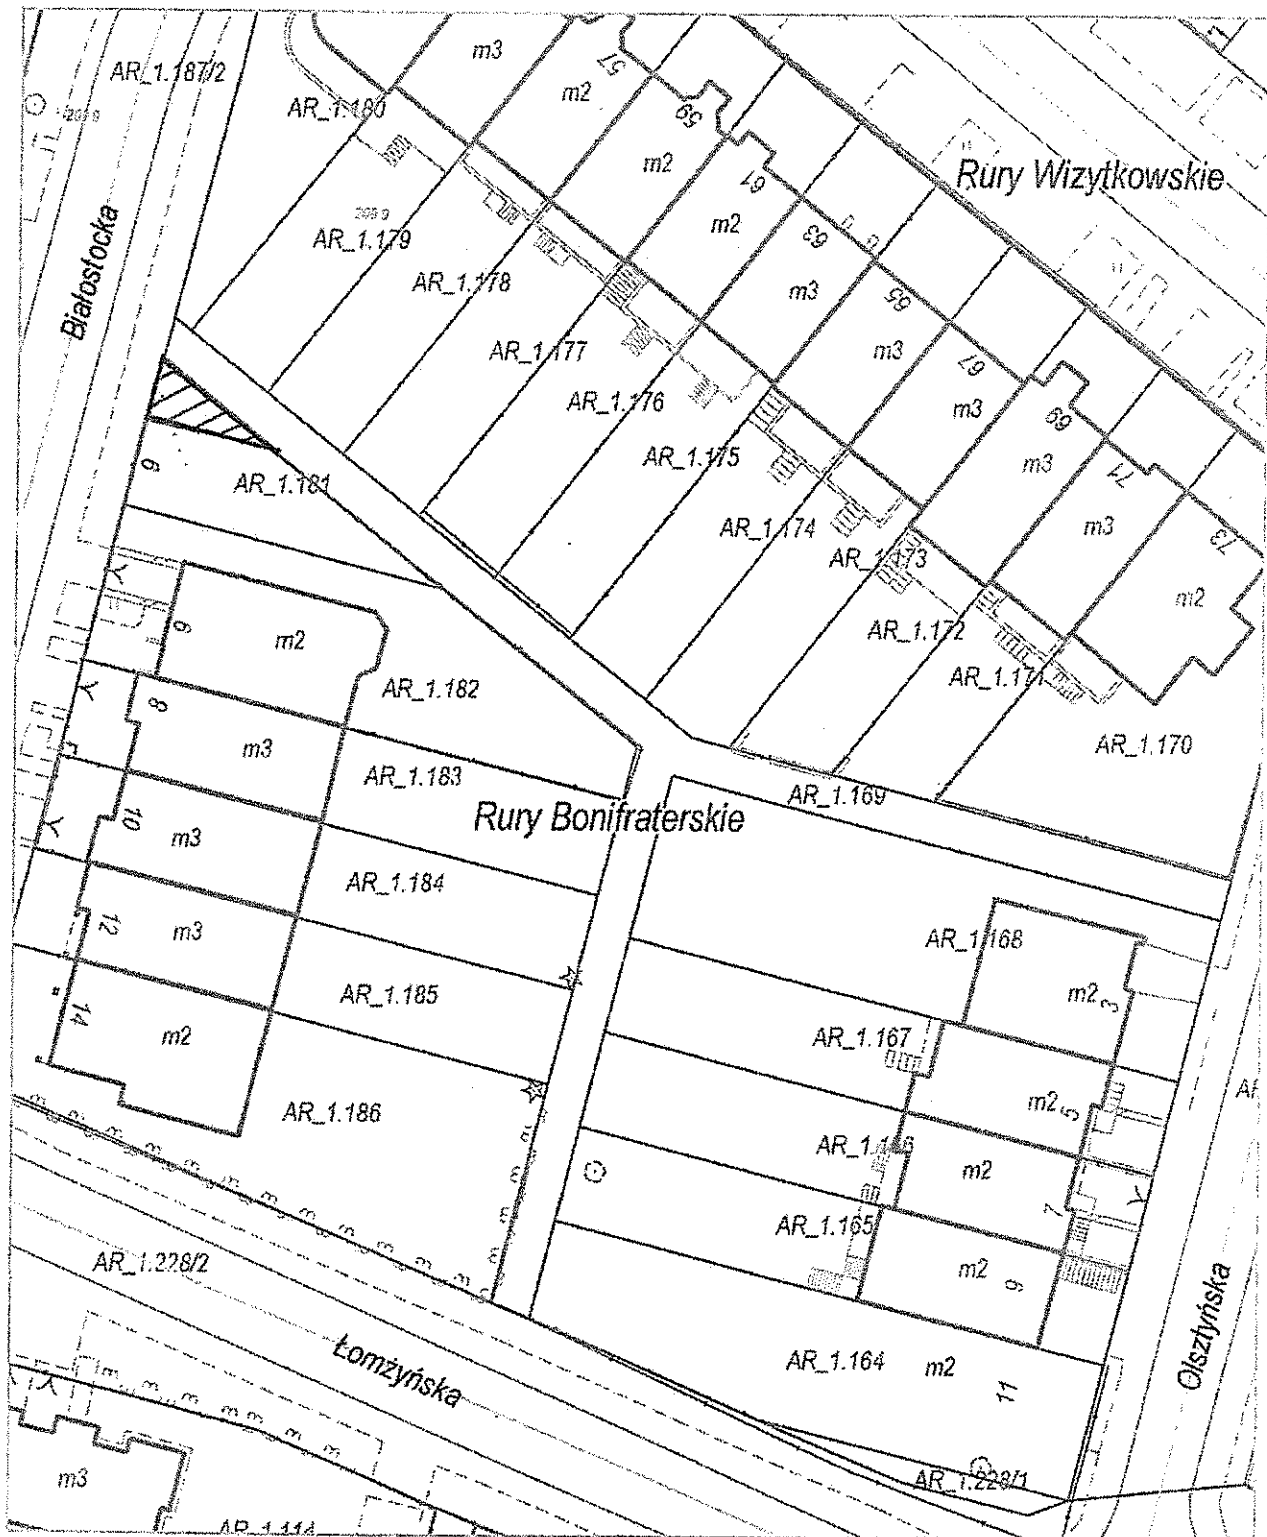 m3
57
AR_1.187/2
m2
AR_1.180
59
m2
Rury Wizytkowskie
61
209 9
AR_1.179
m2
63
Białostocka
AR_1.178
m3
65
AR_1.177
m3
67
AR_1.176
m3
69
AR_1.175
m3
6
AR_1.181
71
AR_1.174
m3
73
AR_1.173
m2
6
m2
AR_1.172
AR_1.182
AR_1.171
8
m3
AR_1.170
AR_1.183
AR_1.169
Rury Bonifraterskie
10
m3
AR_1.184
12
m3
AR_1.168
AR_1.185
m2
3
14
m2
AR_1.167
AR_1.186
m2
5
m2
7
AR_1.165
AR_1.228/2
m2
9
Olsztyńska
Łomżyńska
AR_1.164
m2
11
m3
AR_1.228/1
AR_1.114